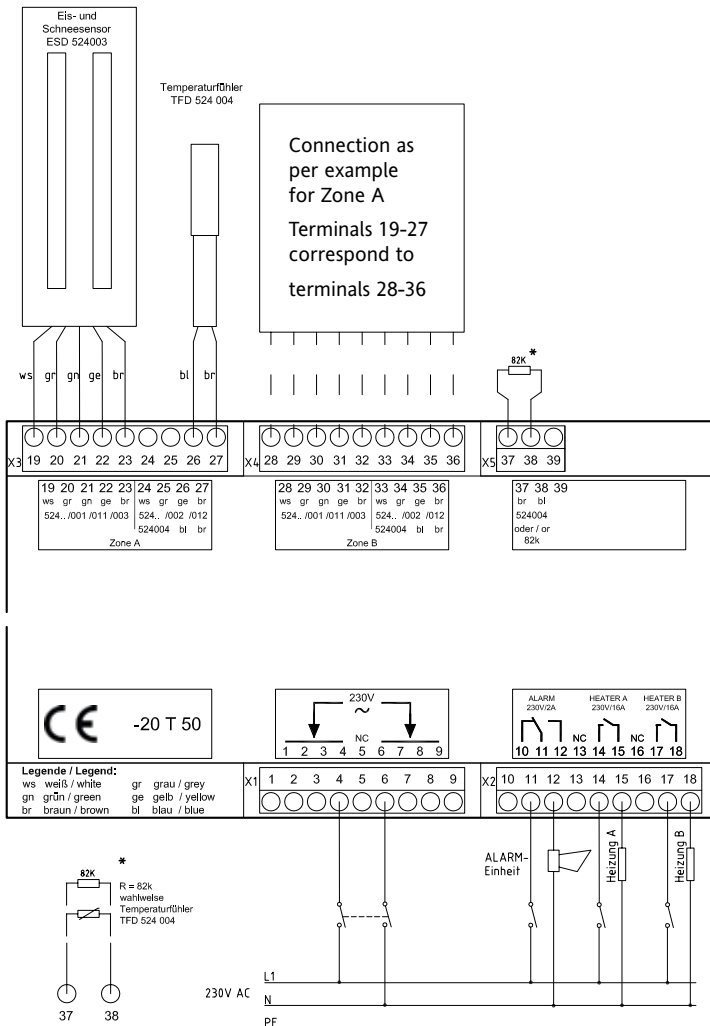 Eis- und
Schneesensor
ESD 524003
Temperaturfühler
TFD 524 004
Connection as
per example
for Zone A
Terminals 19-27
correspond to
terminals 28-36
ws gr gn ge br
bl br
82K *
X3 19 20 21 22 23 24 25 26 27
X4 28 29 30 31 32 33 34 35 36
X5 37 38 39
19 20 21 22 23 24 25 26 27
ws gr gn ge br ws gr ge br
524.. /001 /011 /003 524.. /002 /012
524004 bl br
Zone A
28 29 30 31 32 33 34 35 36
ws gr gn ge br ws gr ge br
524.. /001 /011 /003 524.. /002 /012
524004 bl br
Zone B
37 38 39
br bl
524004
oder / or
82k
CE -20 T 50
230V
~
NC
1 2 3 4 5 6 7 8 9
ALARM
230V/2A
HEATER A
230V/16A
HEATER B
230V/16A
NC NC
10 11 12 13 14 15 16 17 18
Legende / Legend:
ws weiß / white gr grau / grey
gn grün / green ge gelb / yellow
br braun / brown bl blau / blue
X1 1 2 3 4 5 6 7 8 9
X2 10 11 12 13 14 15 16 17 18
ALARM-
Einheit
Heizung A
Heizung B
*
82K
R = 82k
wahlweise
Temperaturfühler
TFD 524 004
37 38
230V AC
L1
N
PE